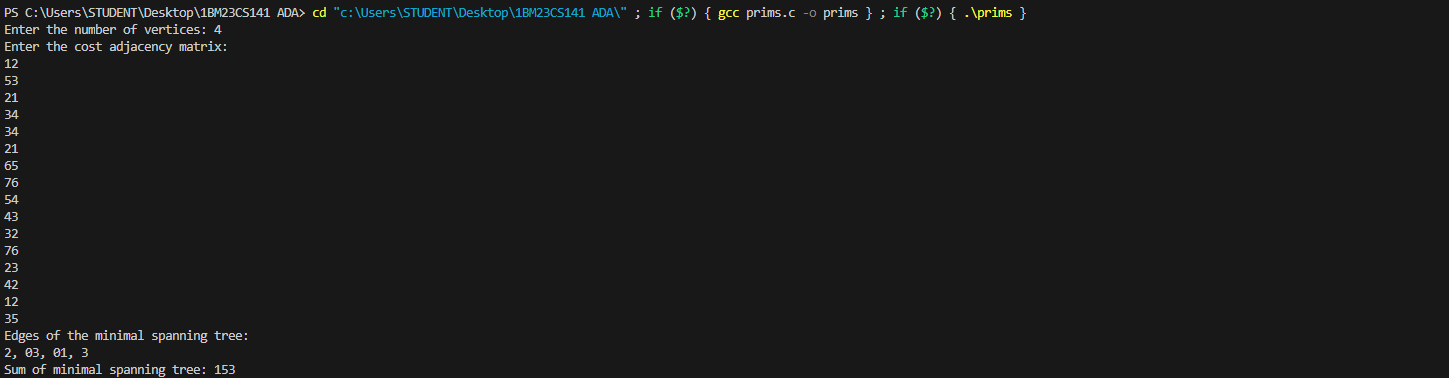 PS C:\Users\STUDENT\Desktop\1BM23CS141 ADA> cd "c:\Users\STUDENT\Desktop\1BM23CS141 ADA\" ; if ($?) { gcc prims.c -o prims } ; if ($?) { .\prims }
Enter the number of vertices: 4
Enter the cost adjacency matrix:
12
53
21
34
34
21
65
76
54
43
32
76
23
42
12
35
Edges of the minimal spanning tree:
2, 03, 01, 3
Sum of minimal spanning tree: 153